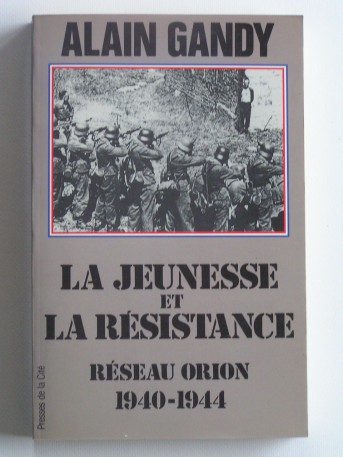 ALAIN GANDY
LA JEUNESSE
ET
LA RÉSISTANCE
RÉSEAU ORION
1940-1944
Presses de la Cité